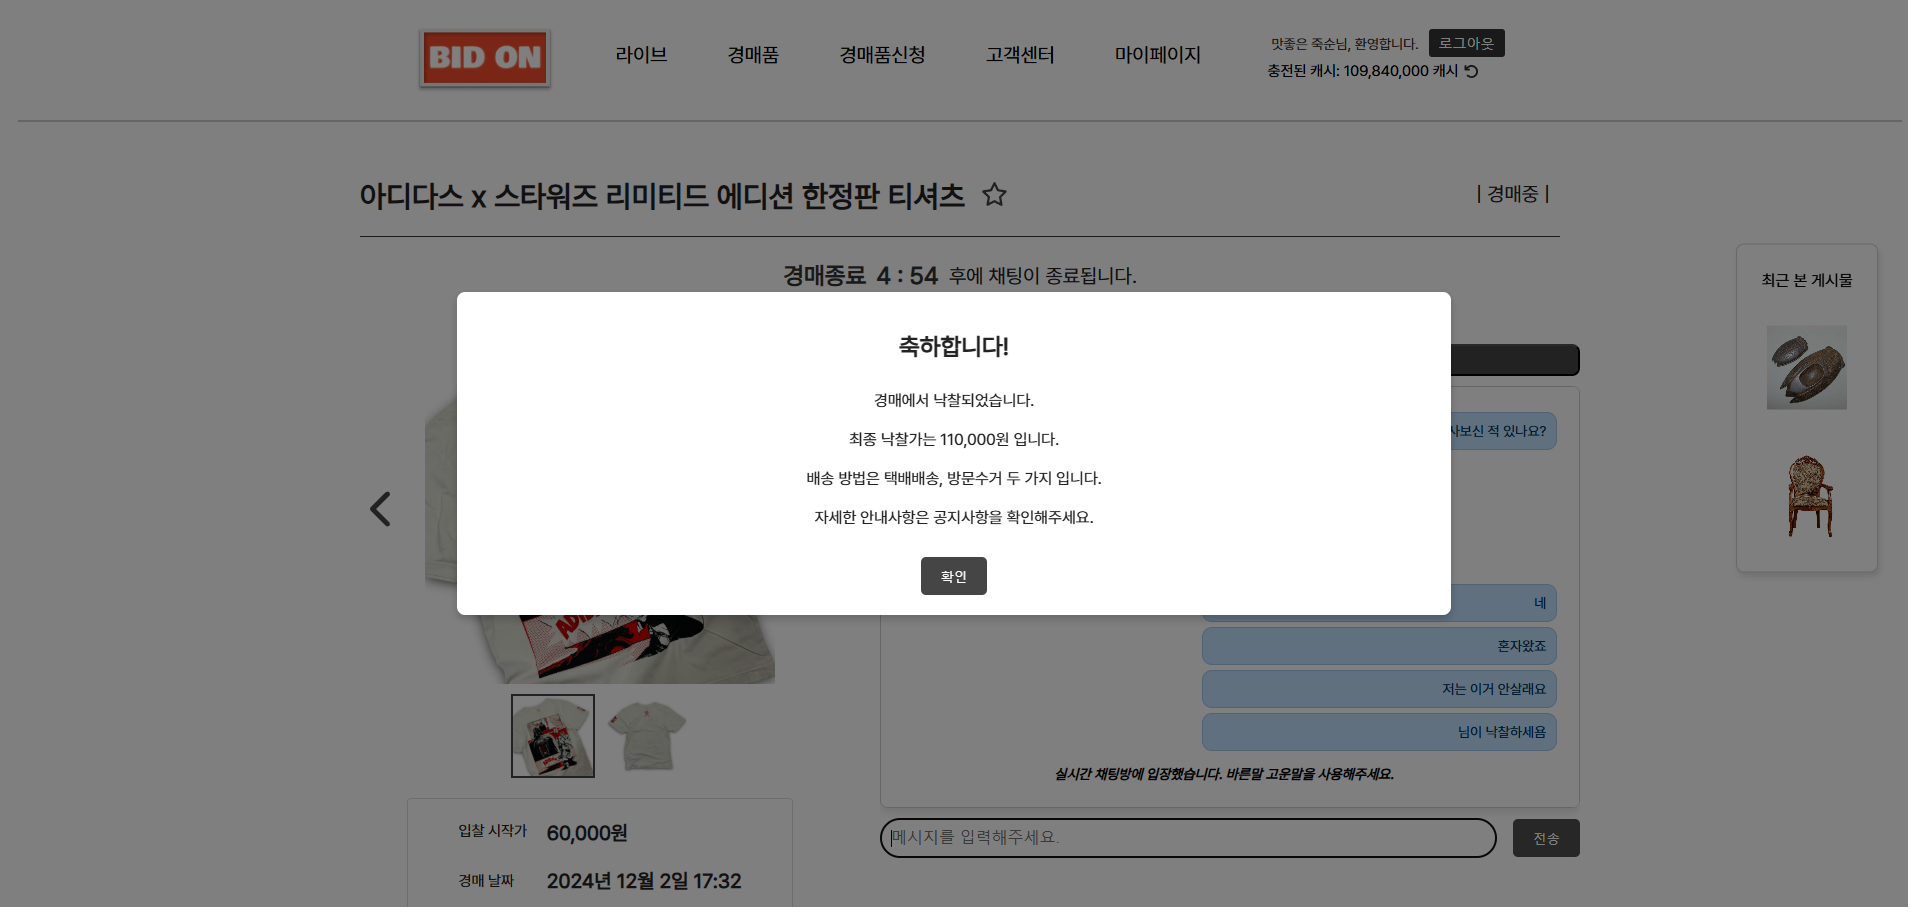 BID ON
라이브
경매품
경매품신청
고객센터
마이페이지
맛좋은 죽순님, 환영합니다.
로그아웃
충전된 캐시: 109,840,000 캐시
아디다스 x 스타워즈 리미티드 에디션 한정판 티셔츠
| 경매중 |
경매종료 4 : 54 후에 채팅이 종료됩니다.
최근 본 게시물
축하합니다!
경매에서 낙찰되었습니다.
최종 낙찰가는 110,000원 입니다.
배송 방법은 택배배송, 방문수거 두 가지 입니다.
자세한 안내사항은 공지사항을 확인해주세요.
확인
사보신 적 있나요?
네
혼자왔죠
저는 이거 안살래요
님이 낙찰하세욤
실시간 채팅방에 입장했습니다. 바른말 고운말을 사용해주세요.
메시지를 입력해주세요.
전송
입찰 시작가 60,000원
경매 날짜 2024년 12월 2일 17:32